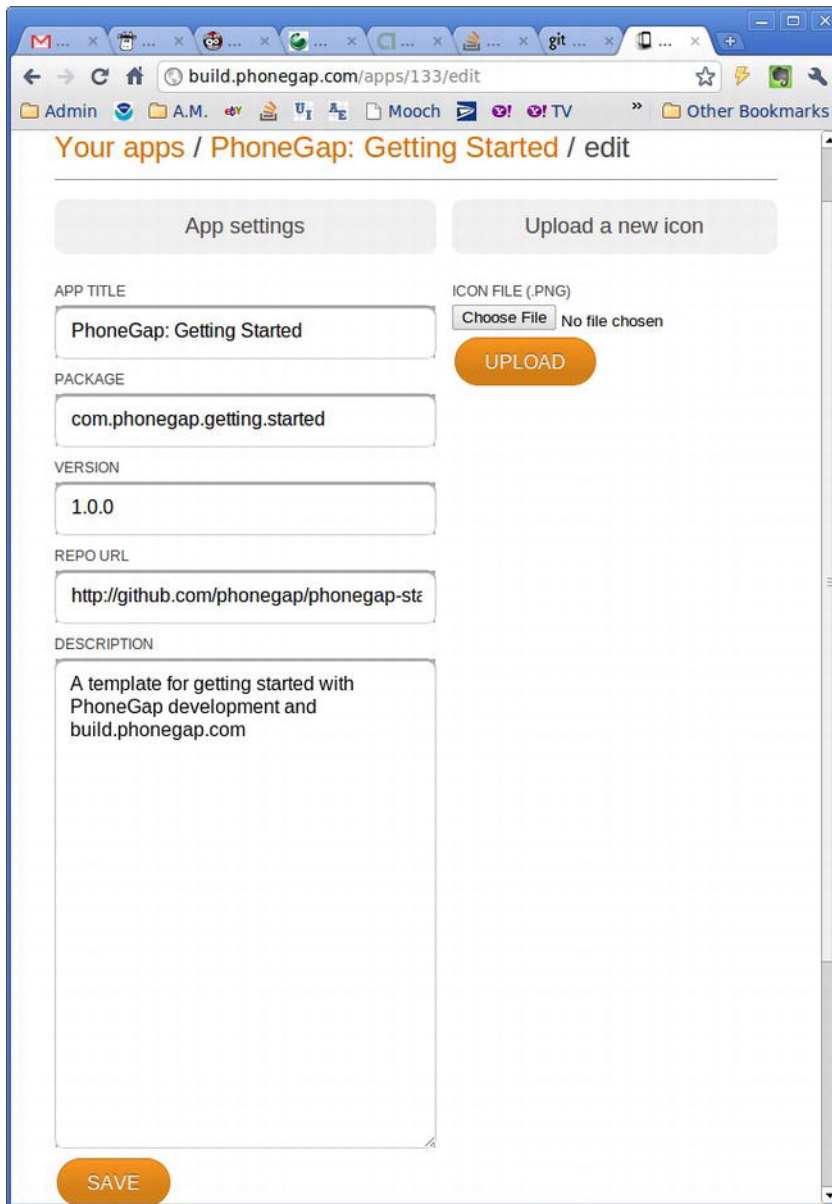 git ...
build.phonegap.com/apps/133/edit
Admin A.M. ebY UI AE Mooch Y! Y! TV » Other Bookmarks
Your apps / PhoneGap: Getting Started / edit
App settings
Upload a new icon
APP TITLE
PhoneGap: Getting Started
PACKAGE
com.phonegap.getting.started
VERSION
1.0.0
REPO URL
http://github.com/phonegap/phonegap-sta
DESCRIPTION
A template for getting started with
PhoneGap development and
build.phonegap.com
SAVE
ICON FILE (.PNG)
Choose File No file chosen
UPLOAD